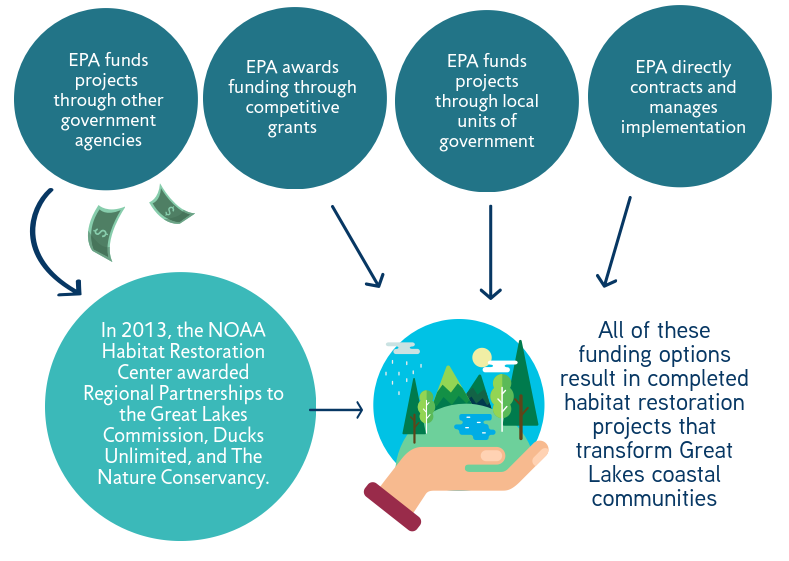 EPA funds
projects
through other
government
agencies
EPA awards
funding through
competitive
grants
EPA funds
projects
through local
units of
government
EPA directly
contracts and
manages
implementation
$
$
In 2013, the NOAA
Habitat Restoration
Center awarded
Regional Partnerships to
the Great Lakes
Commission, Ducks
Unlimited, and The
Nature Conservancy.
All of these
funding options
result in completed
habitat restoration
projects that
transform Great
Lakes coastal
communities